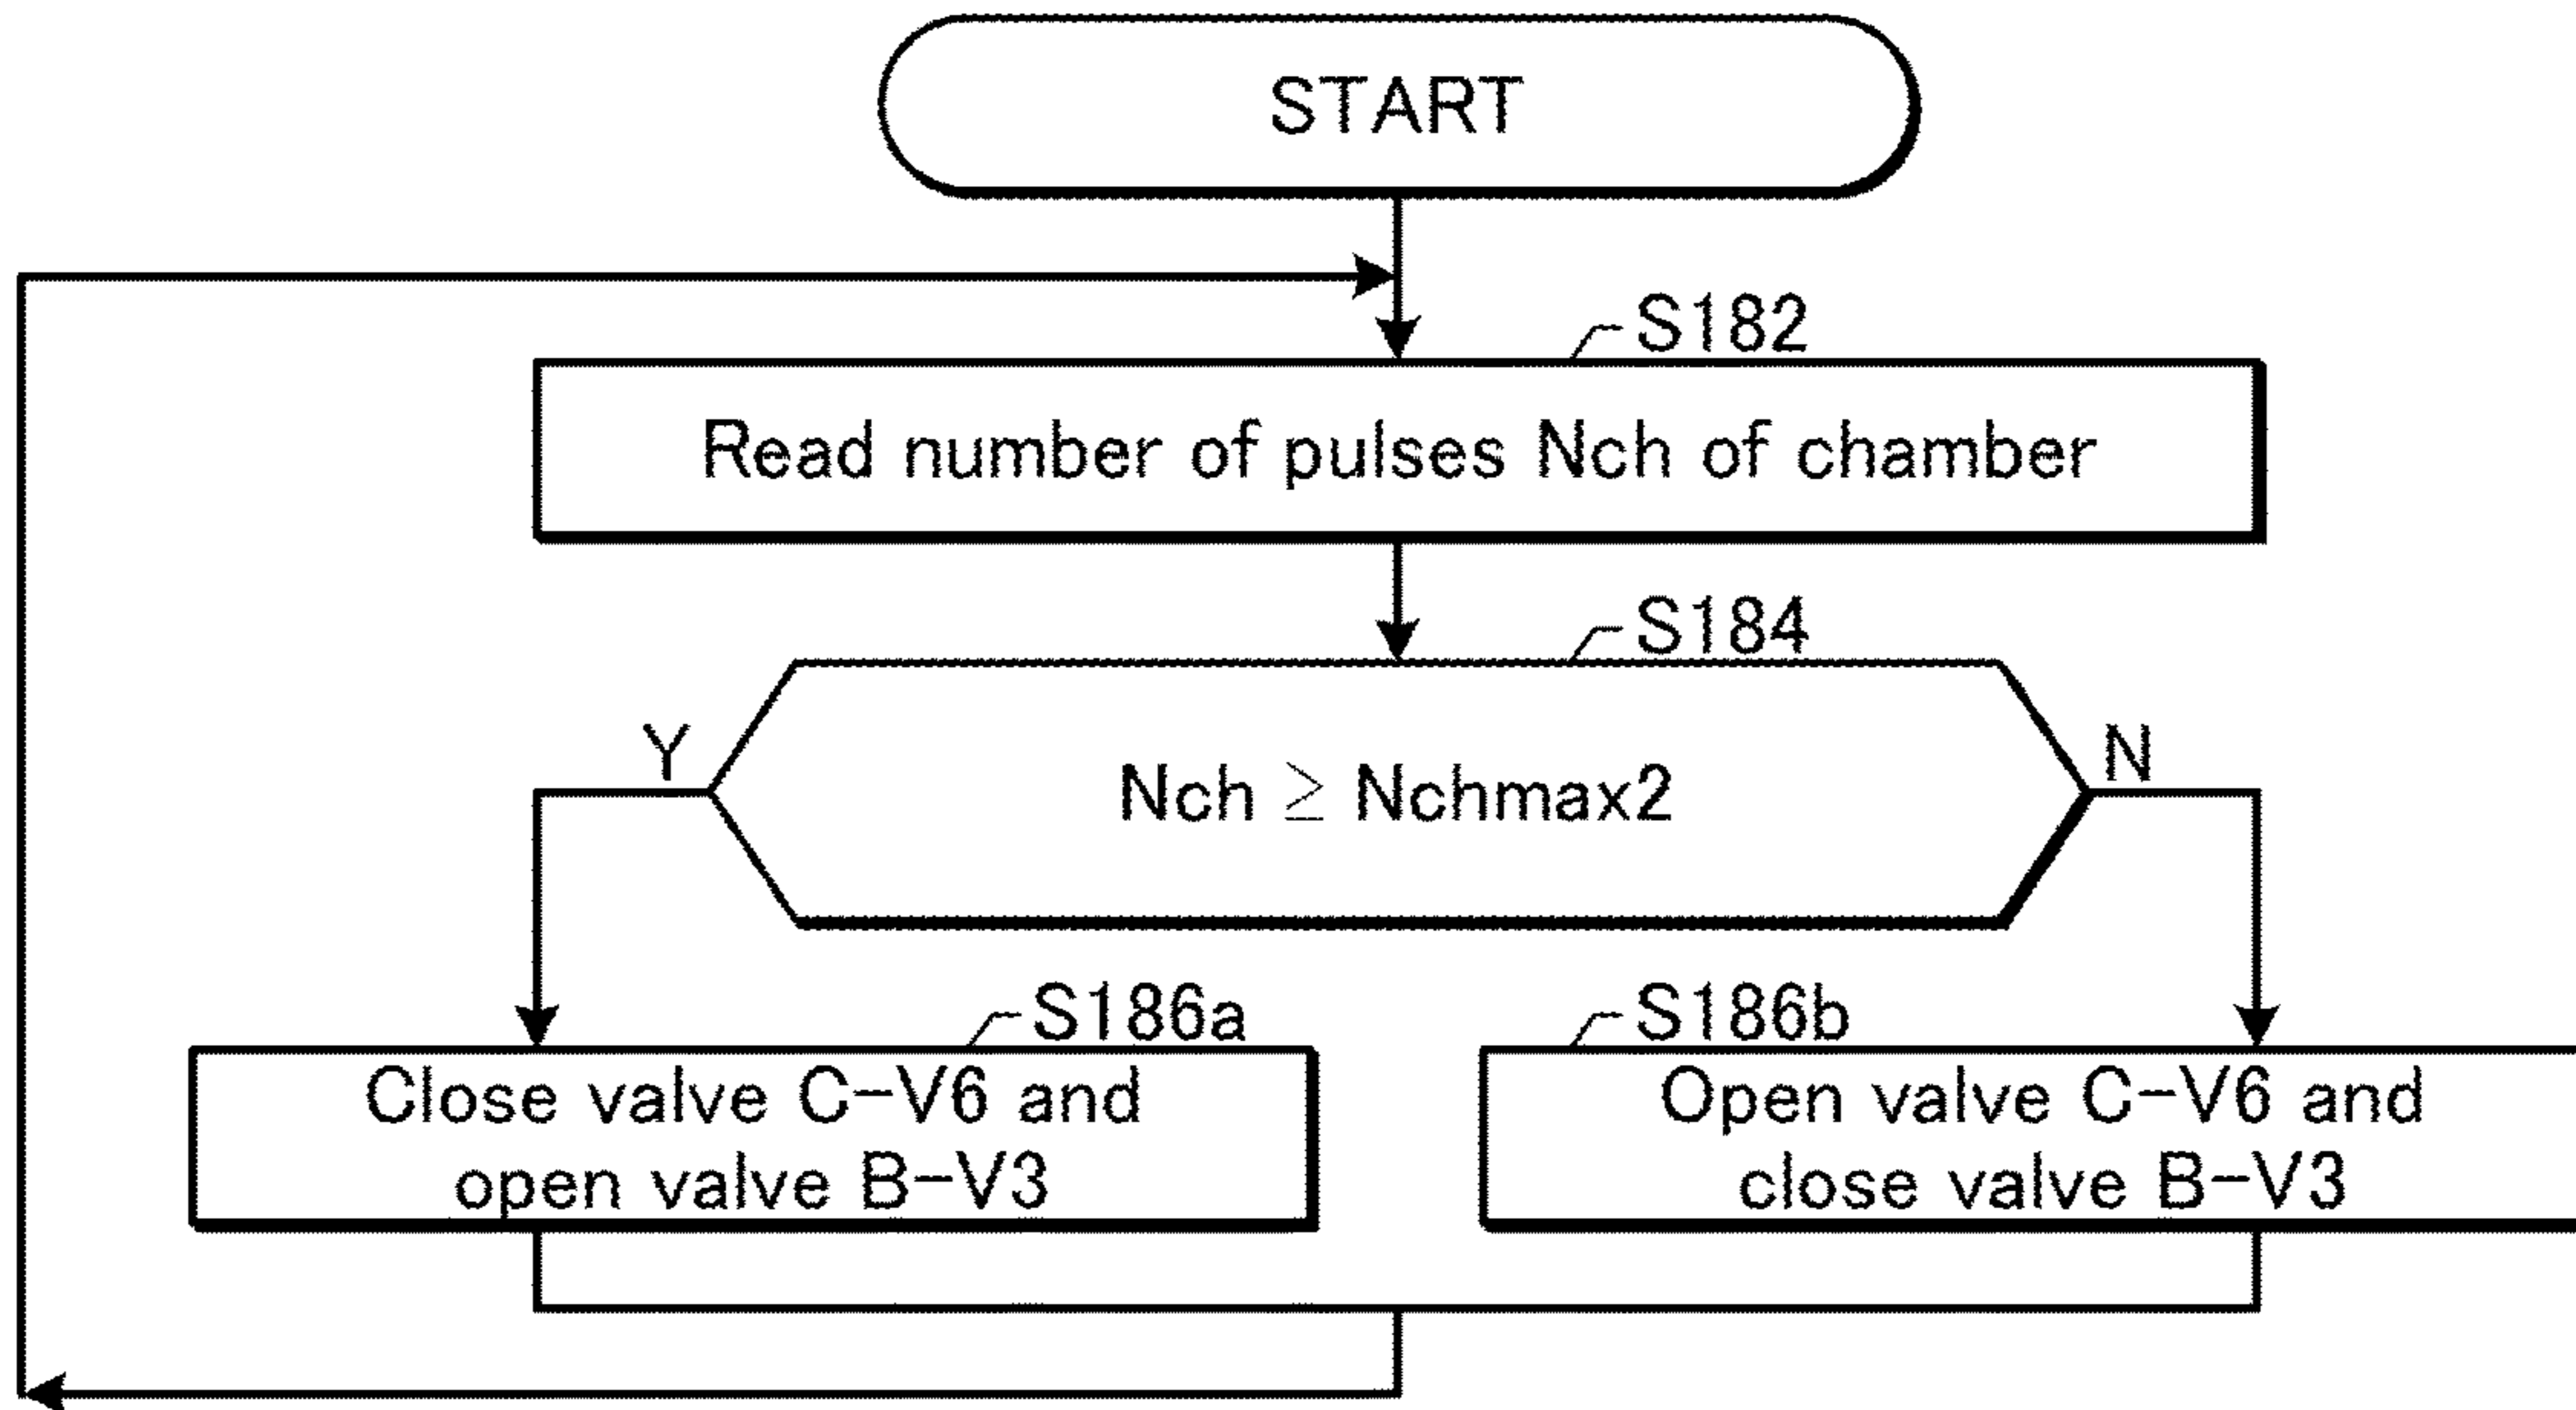 START
S182
Read number of pulses Nch of chamber
S184
Y
N
Nch ≥ Nchmax2
S186a
Close valve C-V6 and
open valve B-V3
S186b
Open valve C-V6 and
close valve B-V3